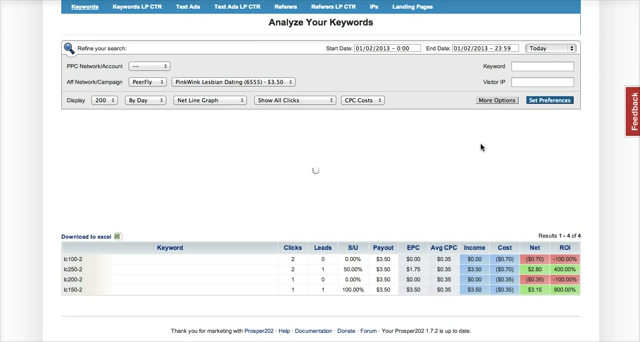 Keywords Keywords LP CTR Text Ads Text Ads LP CTR Referers Referers LP CTR IPs Landing Pages
Analyze Your Keywords
Refine your search: Start Date: 01/02/2013 - 0:00 End Date: 01/02/2013 - 23:59 Today
PPC Network/Account -- Keyword
Aff Network/Campaign PeerFly PinkWink Lesbian Dating (6555) - $3.50 Visitor IP
Display 200 By Day Net Line Graph Show All Clicks CPC Costs More Options Set Preferences
Feedback
Download to excel Results 1 - 4 of 4
Keyword Clicks Leads S/U Payout EPC Avg CPC Income Cost Net ROI
lc100-2 2 0 0.00% $3.50 $0.00 $0.35 $0.00 ($0.70) ($0.70) -100.00%
lc250-2 2 1 50.00% $3.50 $1.75 $0.35 $3.50 ($0.70) $2.80 400.00%
lc200-2 1 0 0.00% $3.50 $0.00 $0.35 $0.00 ($0.35) ($0.35) -100.00%
lc150-2 1 1 100.00% $3.50 $3.50 $0.35 $3.50 ($0.35) $3.15 900.00%
Thank you for marketing with Prosper202 · Help · Documentation · Donate · Forum · Your Prosper202 1.7.2 is up to date.